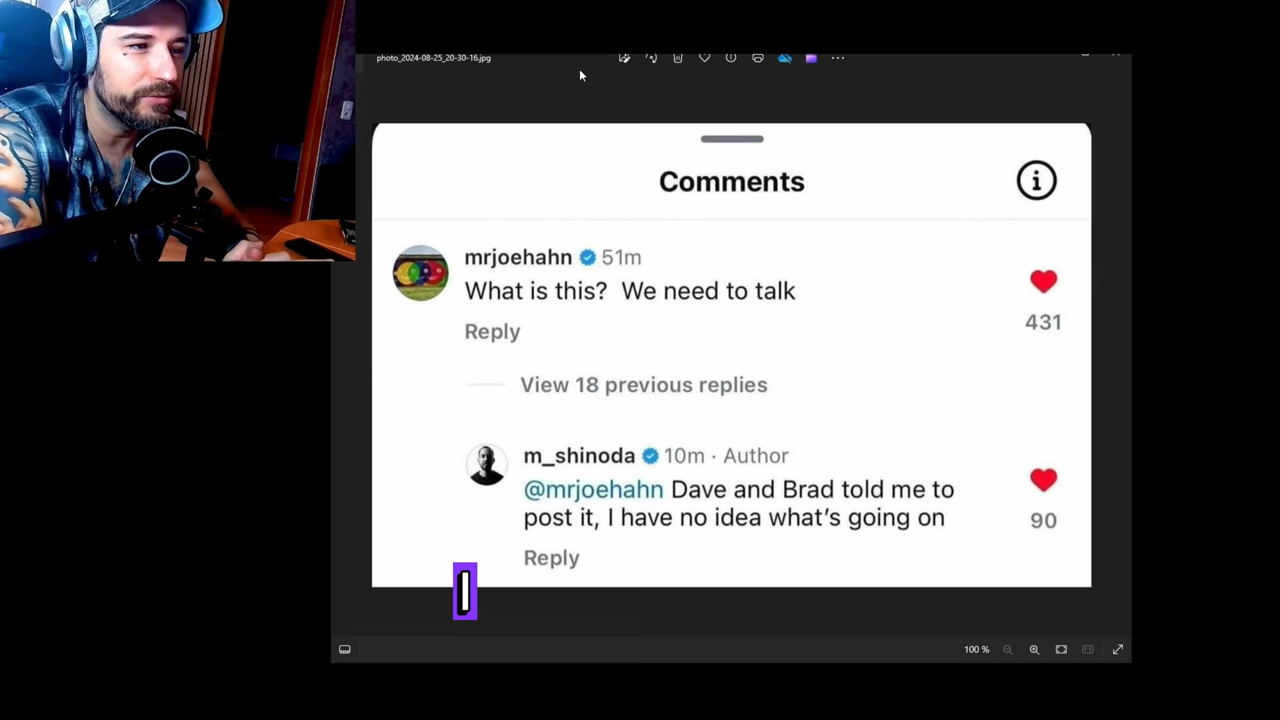 photo_2024-08-25_20-30-16.jpg
Comments
mrjoehahn 51m
What is this? We need to talk
431
Reply
View 18 previous replies
m_shinoda 10m · Author
@mrjoehahn Dave and Brad told me to
post it, I have no idea what's going on
90
Reply
I
100 %